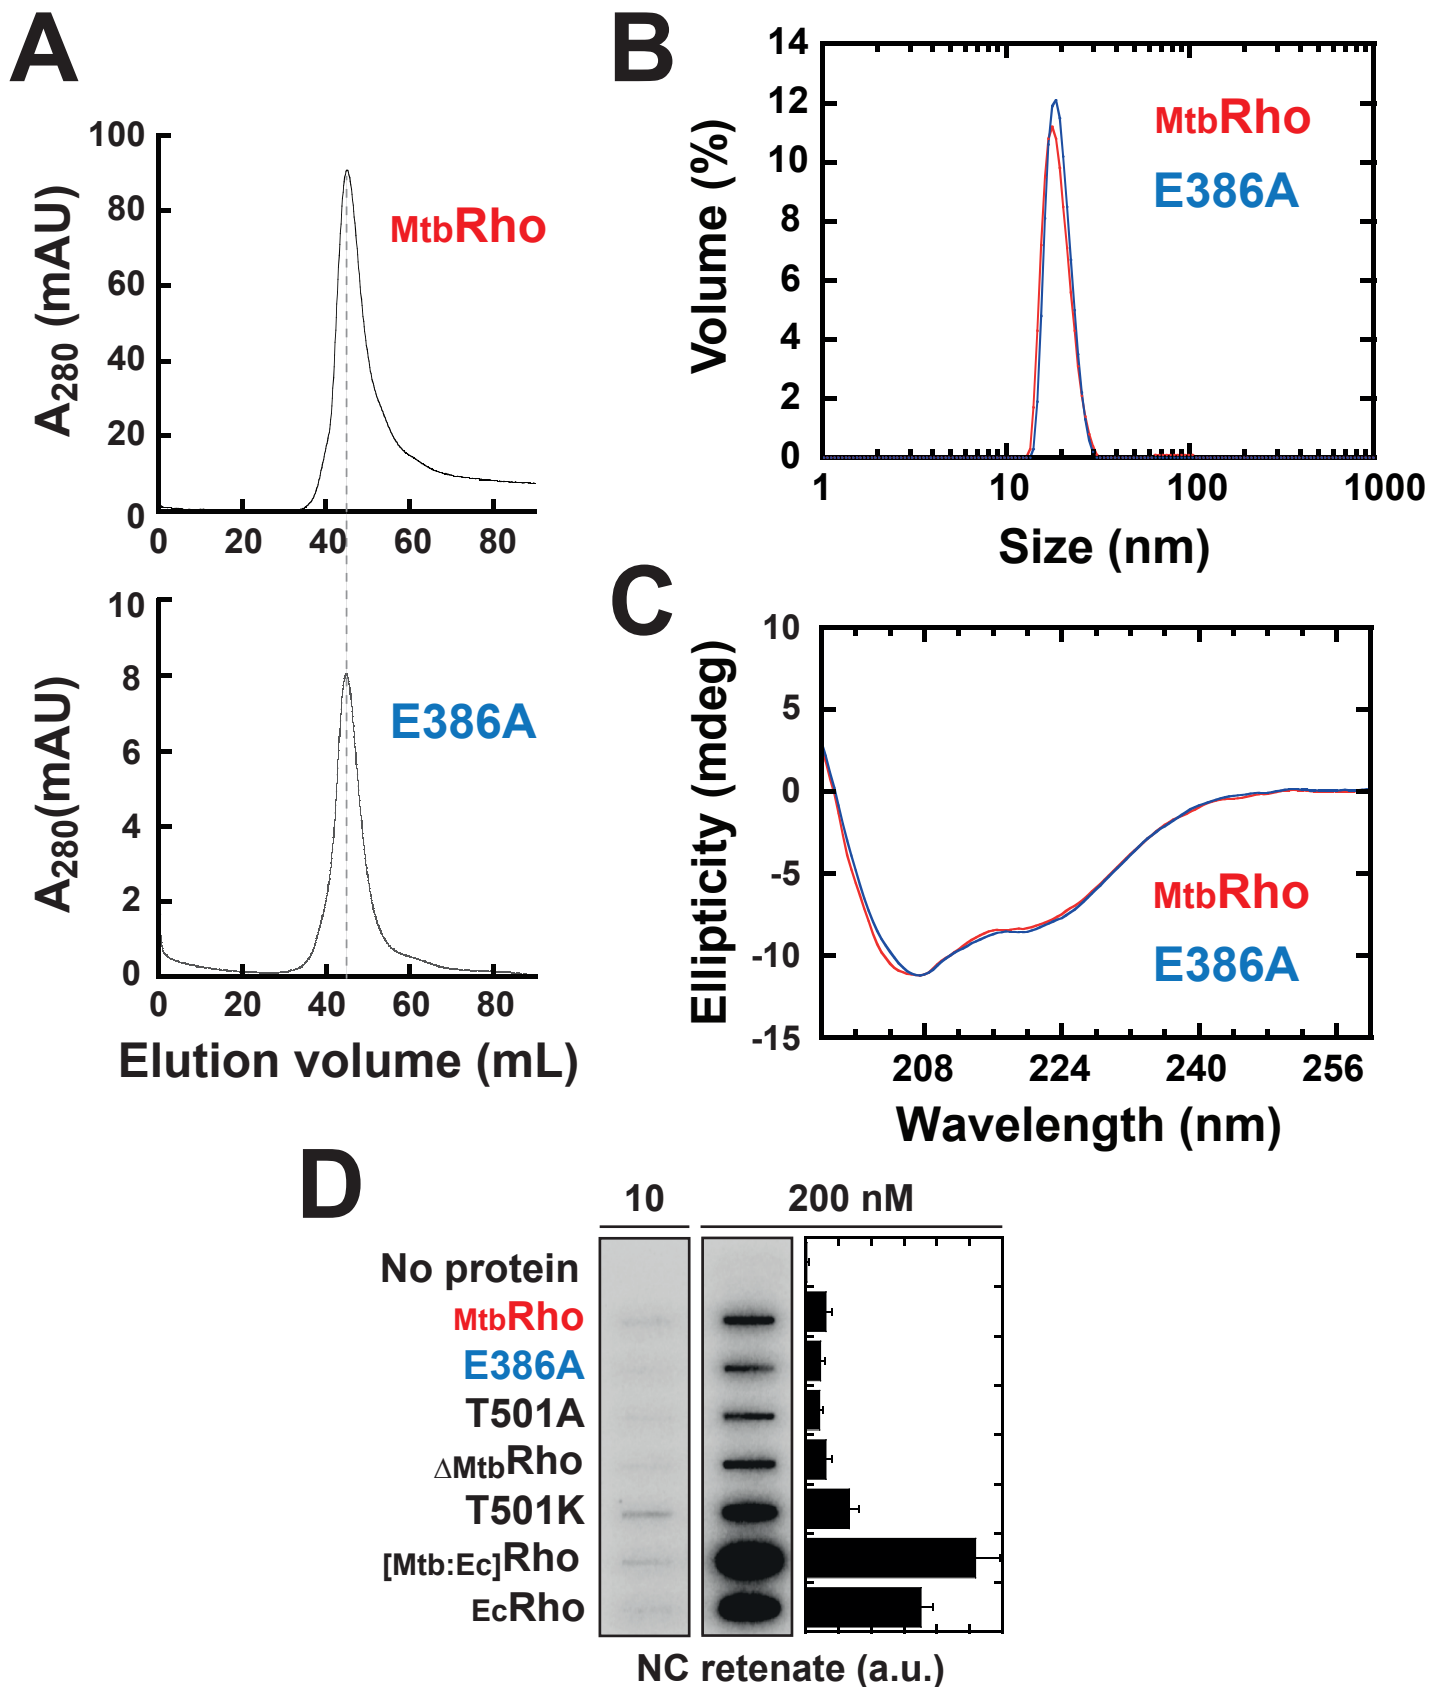 A
100
80
60
40
20
0
A280 (mAU)
MtbRho
0 20 40 60 80
10
8
6
4
2
0
A280(mAU)
E386A
0 20 40 60 80
Elution volume (mL)
B
14
12
10
8
6
4
2
0
Volume (%)
MtbRho
E386A
1 10 100 1000
Size (nm)
C
10
5
0
-5
-10
-15
Ellipticity (mdeg)
MtbRho
E386A
208 224 240 256
Wavelength (nm)
D
10 200 nM
No protein
MtbRho
E386A
T501A
ΔMtbRho
T501K
[Mtb:Ec]Rho
EcRho
NC retenate (a.u.)